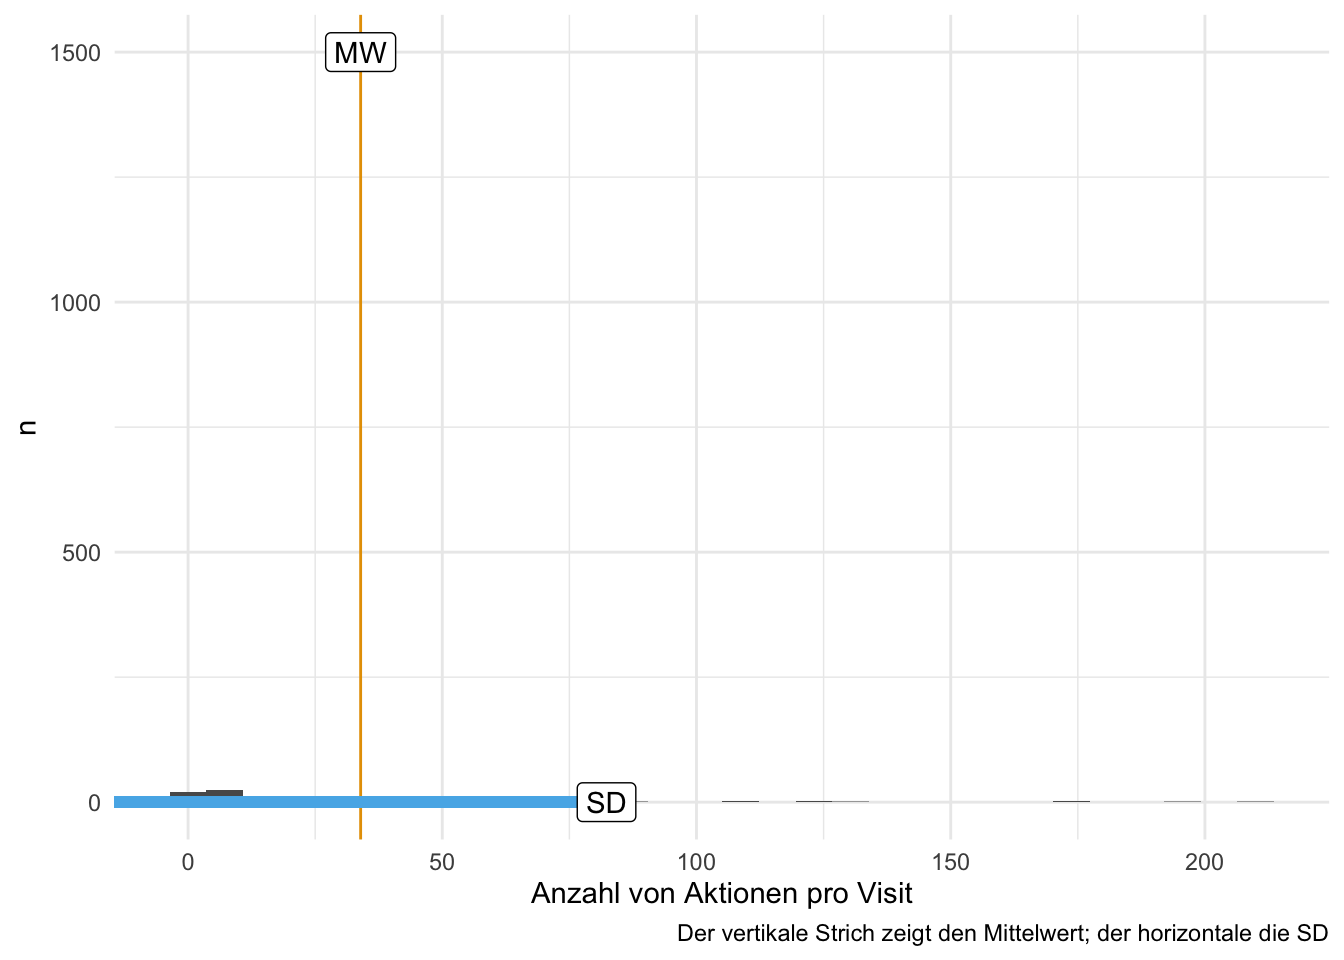 1500
MW
1000
n
500
0
SD
0 50 100 150 200
Anzahl von Aktionen pro Visit
Der vertikale Strich zeigt den Mittelwert; der horizontale die SD